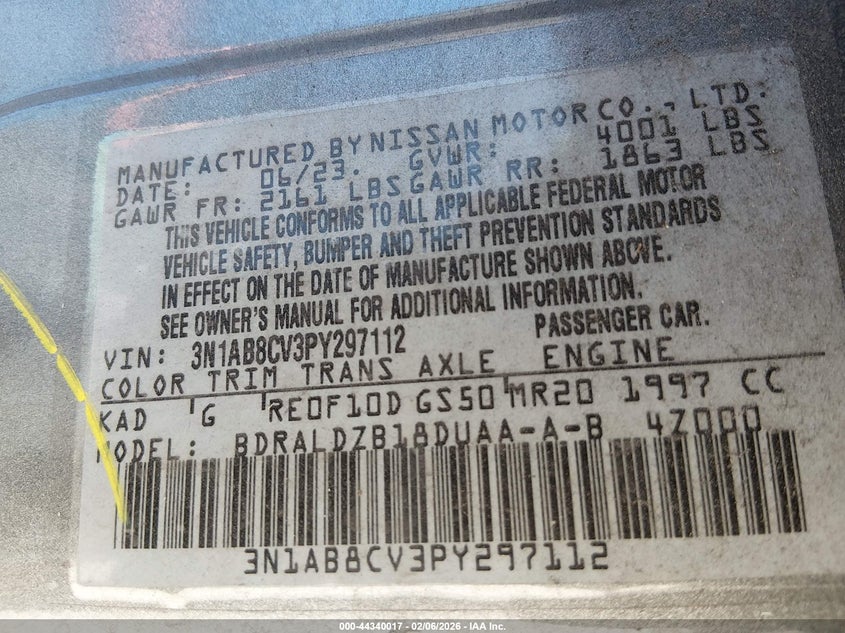 MANUFACTURED BY NISSAN MOTOR CO., LTD.
DATE: 06/23. GVWR: 4001 LBS
GAWR FR: 2161 LBS GAWR RR: 1863 LBS
THIS VEHICLE CONFORMS TO ALL APPLICABLE FEDERAL MOTOR
VEHICLE SAFETY, BUMPER AND THEFT PREVENTION STANDARDS
IN EFFECT ON THE DATE OF MANUFACTURE SHOWN ABOVE.
SEE OWNER'S MANUAL FOR ADDITIONAL INFORMATION.
VIN: 3N1AB8CV3PY297112 PASSENGER CAR.
COLOR TRIM TRANS AXLE ENGINE
KAD G RE0F10D GS50 MR20 1997 CC
MODEL: BDRALDZB18DUAA-A-B 4Z000
3N1AB8CV3PY297112
000-44340017 - 02/06/2026 - IAA Inc.